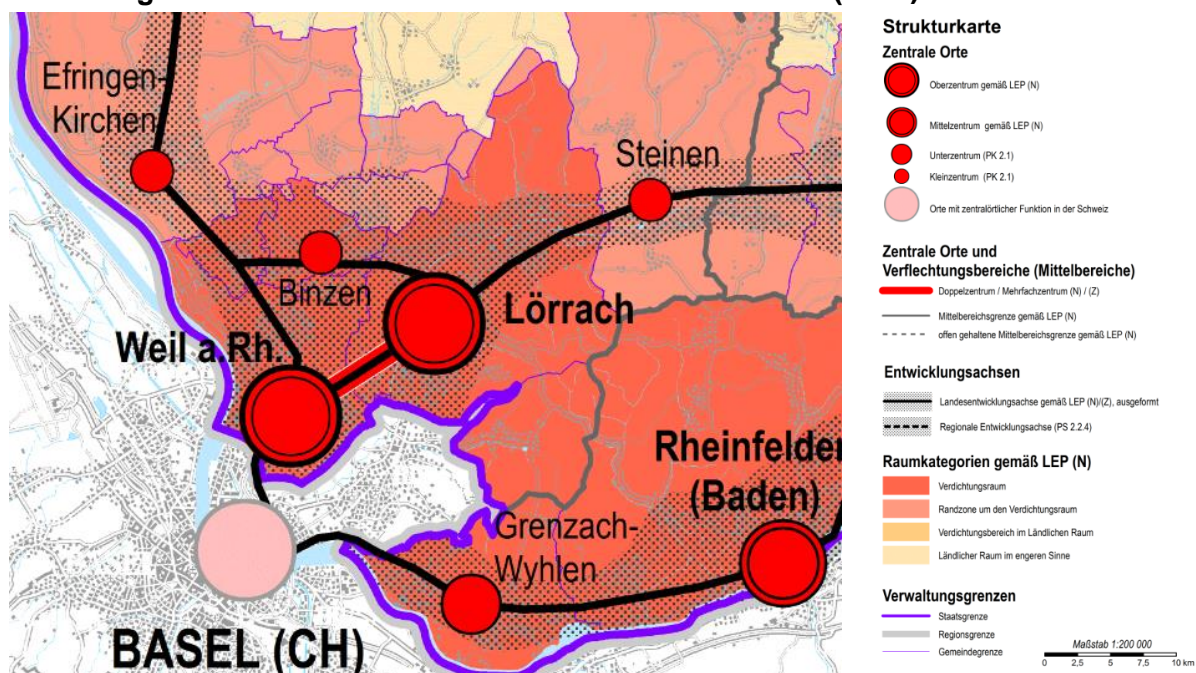 Efringen-
Kirchen
Steinen
Binzen
Lörrach
Weil a.Rh.
Rheinfelden
(Baden)
Grenzach-
Wyhlen
BASEL (CH)
Strukturkarte
Zentrale Orte
Oberzentrum gemäß LEP (N)
Mittelzentrum gemäß LEP (N)
Unterzentrum (PK 2.1)
Kleinzentrum (PK 2.1)
Orte mit zentralörtlicher Funktion in der Schweiz
Zentrale Orte und
Verflechtungsbereiche (Mittelbereiche)
Doppelzentrum / Mehrfachzentrum (N) / (Z)
Mittelbereichsgrenze gemäß LEP (N)
offen gehaltene Mittelbereichsgrenze gemäß LEP (N)
Entwicklungsachsen
Landesentwicklungsachse gemäß LEP (N)/(Z), ausgeformt
Regionale Entwicklungsachse (PS 2.2.4)
Raumkategorien gemäß LEP (N)
Verdichtungsraum
Randzone um den Verdichtungsraum
Verdichtungsbereich im Ländlichen Raum
Ländlicher Raum im engeren Sinne
Verwaltungsgrenzen
Staatsgrenze
Regionsgrenze
Gemeindegrenze
Maßstab 1:200 000
0 2,5 5 7,5 10 km